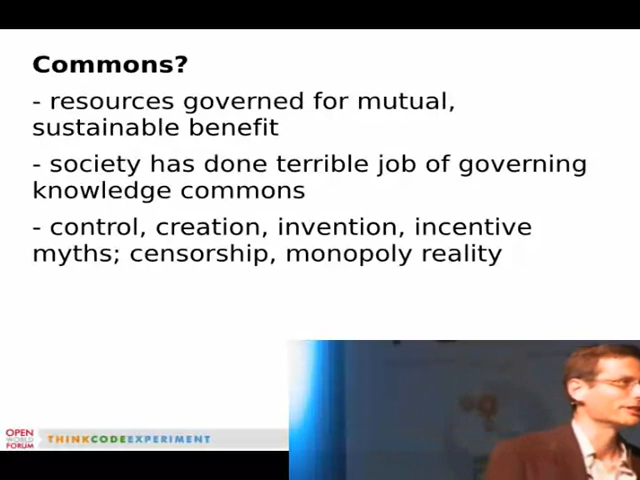 Commons?
- resources governed for mutual,
sustainable benefit
- society has done terrible job of governing
knowledge commons
- control, creation, invention, incentive
myths; censorship, monopoly reality
OPEN
WORLD
FORUM
THINKCODEEXPERIMENT